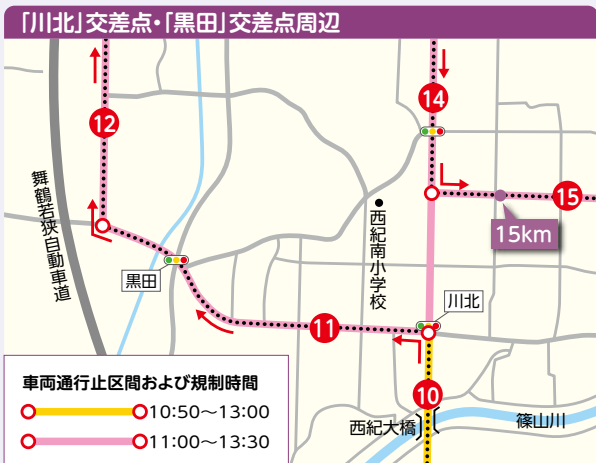 「川北」交差点・「黒田」交差点周辺
12
14
15
15km
舞鶴若狭自動車道
西紀南小学校
黒田
川北
11
10
西紀大橋
篠山川
車両通行止区間および規制時間
10:50～13:00
11:00～13:30